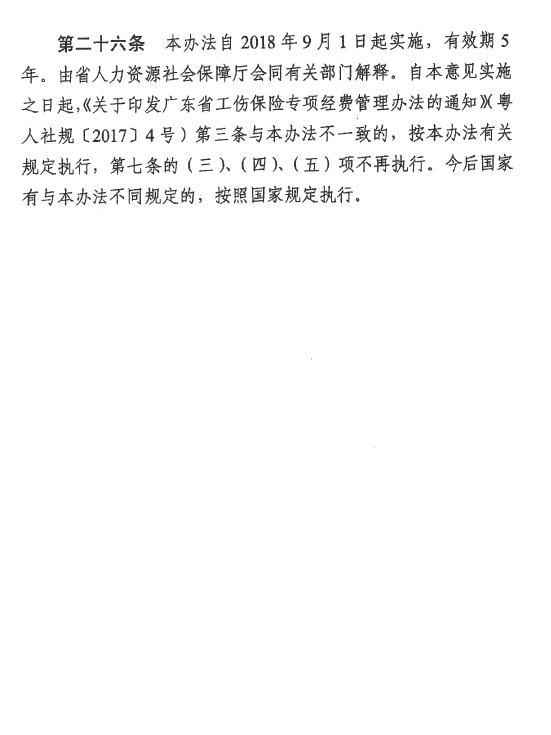 第二十六条　本办法自 2018 年 9 月 1 日起实施，有效期 5
年。由省人力资源社会保障厅会同有关部门解释。自本意见实施
之日起，《关于印发广东省工伤保险专项经费管理办法的通知》（粤
人社规〔2017〕4 号）第三条与本办法不一致的，按本办法有关
规定执行，第七条的（三）、（四）、（五）项不再执行。今后国家
有与本办法不同规定的，按照国家规定执行。